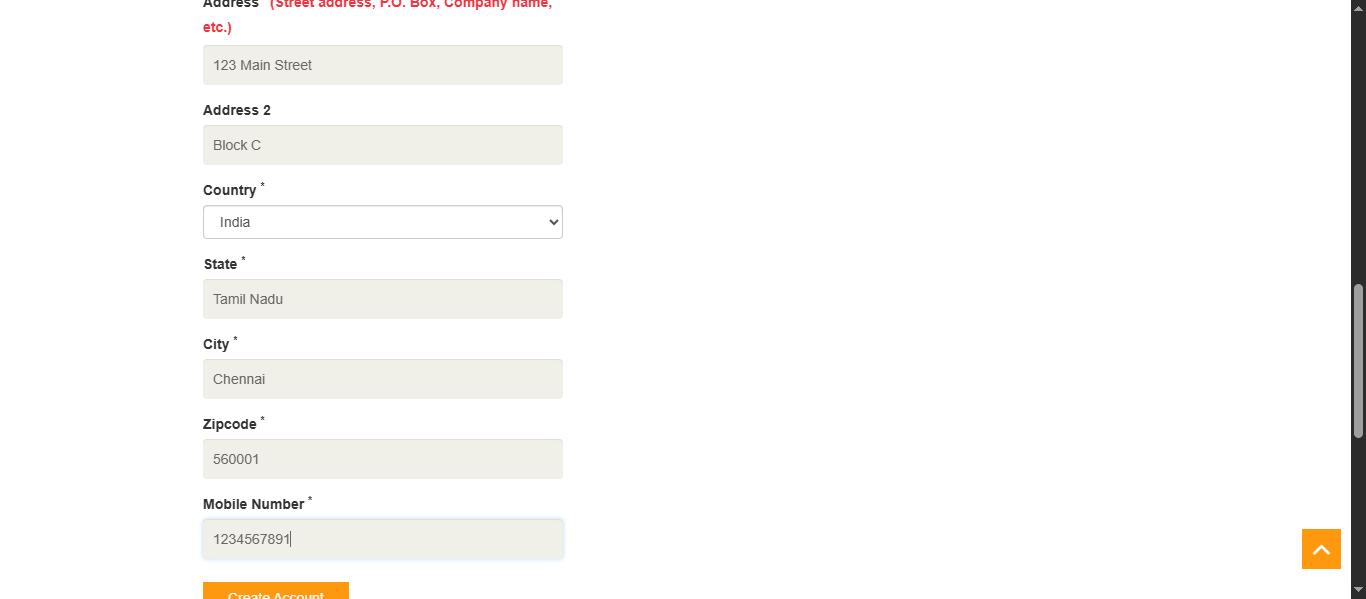 Address * (Street address, P.O. Box, Company name,
etc.)
123 Main Street
Address 2
Block C
Country *
India
State *
Tamil Nadu
City *
Chennai
Zipcode *
560001
Mobile Number *
1234567891
Create Account